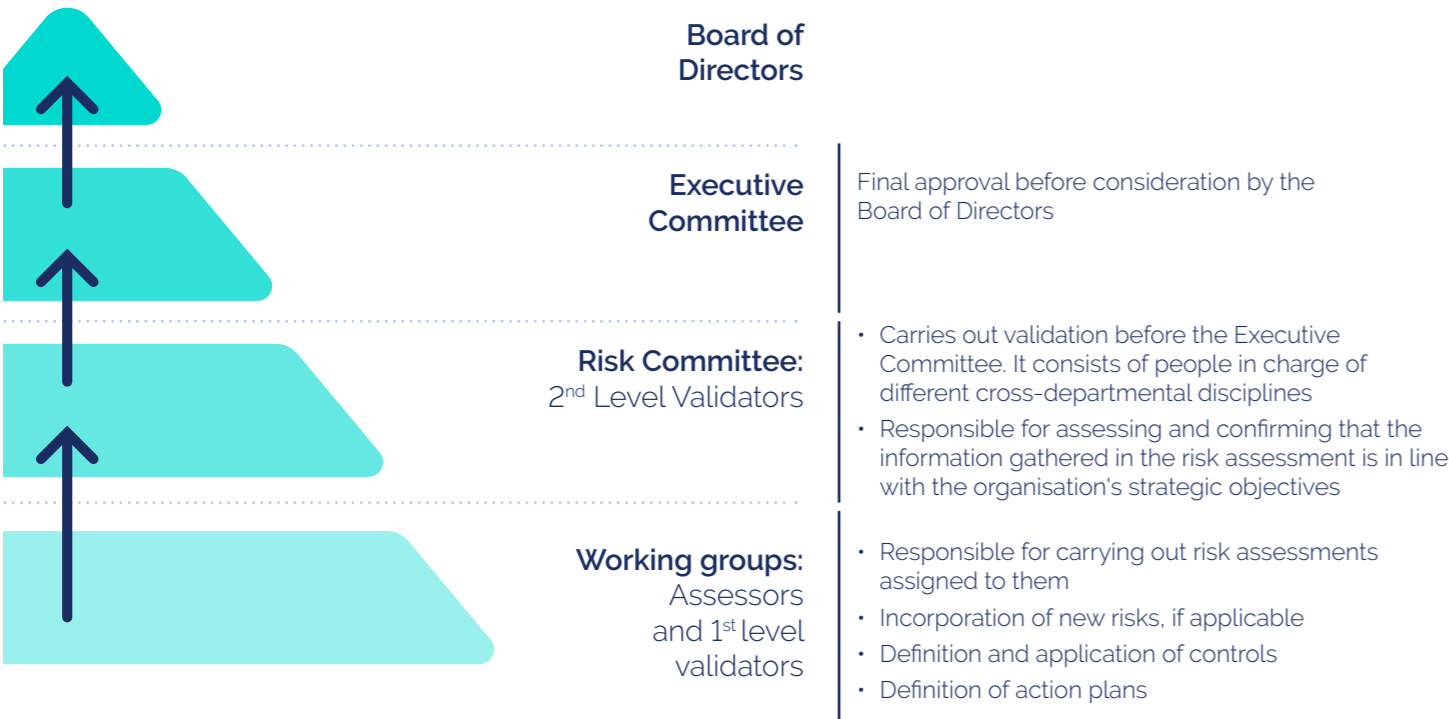 Board of
Directors
Executive
Committee
Final approval before consideration by the
Board of Directors
Risk Committee:
2nd Level Validators
• Carries out validation before the Executive
Committee. It consists of people in charge of
different cross-departmental disciplines
• Responsible for assessing and confirming that the
information gathered in the risk assessment is in line
with the organisation's strategic objectives
Working groups:
Assessors
and 1st level
validators
• Responsible for carrying out risk assessments
assigned to them
• Incorporation of new risks, if applicable
• Definition and application of controls
• Definition of action plans